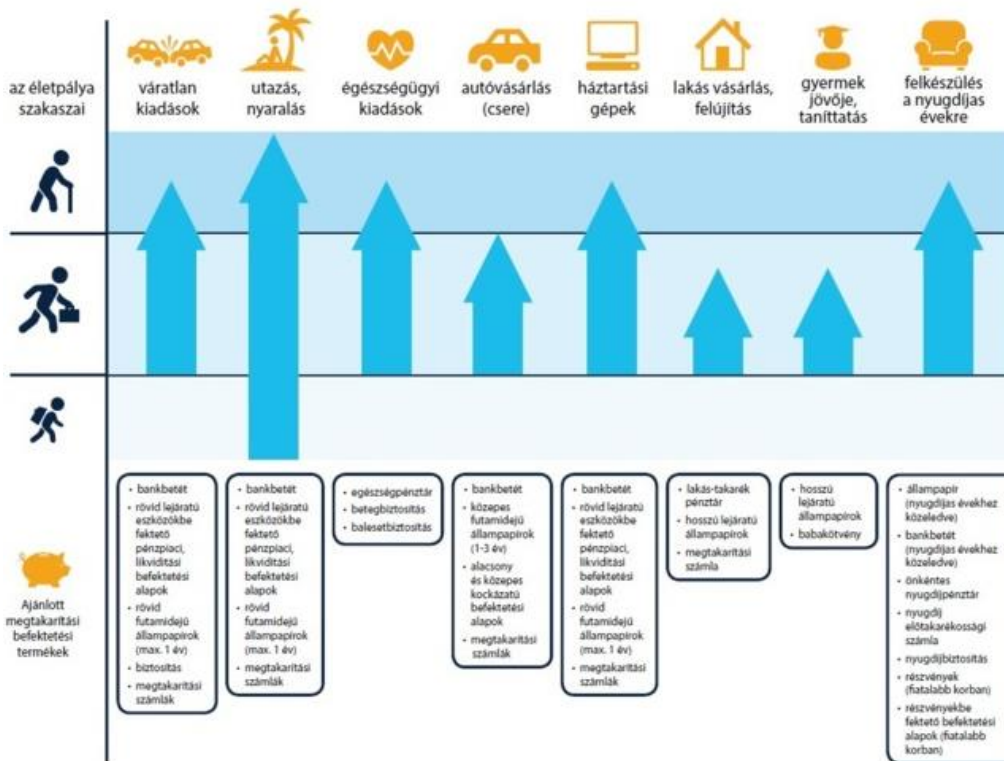 az életpálya
szakaszai
váratlan
kiadások
utazás,
nyaralás
égészségügyi
kiadások
autóvásárlás
(csere)
háztartási
gépek
lakás vásárlás,
felújítás
gyermek
jövője,
taníttatás
felkészülés
a nyugdíjas
évekre
Ajánlott
megtakarítási
befektetési
termékek
• bankbetét
• rövid lejáratú
eszközökbe
fektető
pénzpiaci,
likviditási
befektetési
alapok
• rövid
futamidejű
állampapírok
(max. 1 év)
• biztosítás
• megtakarítási
számlák
• bankbetét
• rövid lejáratú
eszközökbe
fektető
pénzpiaci,
likviditási
befektetési
alapok
• rövid
futamidejű
állampapírok
(max. 1 év)
• megtakarítási
számlák
• egészségpénztár
• betegbiztosítás
• balesetbiztosítás
• bankbetét
• közepes
futamidejű
állampapírok
(1-3 év)
• alacsony
és közepes
kockázatú
befektetési
alapok
• megtakarítási
számlák
• bankbetét
• rövid lejáratú
eszközökbe
fektető
pénzpiaci,
likviditási
befektetési
alapok
• rövid
futamidejű
állampapírok
(max. 1 év)
• megtakarítási
számlák
• lakás-takarék
pénztár
• hosszú lejáratú
állampapírok
• megtakarítási
számla
• hosszú
lejáratú
állampapírok
• babakötvény
• állampapír
(nyugdíjas évekhez
közeledve)
• bankbetét
(nyugdíjas évekhez
közeledve)
• önkéntes
nyugdíjpénztár
• nyugdíj
előtakarékossági
számla
• nyugdíjbiztosítás
• részvények
(fiatalabb korban)
• részvényekbe
fektető befektetési
alapok (fiatalabb
korban)